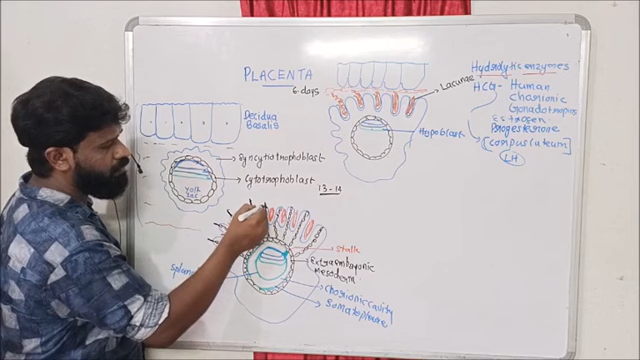 PLACENTA
6-days
Hydrolytic enzymes
HCG- Human
Chorionic
Gonadotropins
Estrogen
Progesterone
[corpus luteum]
LH
Lacunae
Hypoblast
Decidua
Basalis
Syncytiotrophoblast
Cytotrophoblast
Yolk
Sac
13-14
Stalk
Extraembryonic
Mesoderm
Chorionic cavity
Somatopleure